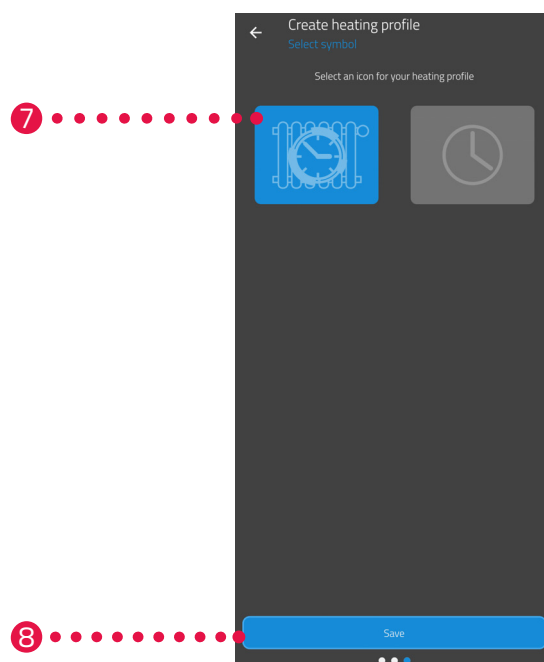 Create heating profile
Select symbol
Select an icon for your heating profile
7
8
Save